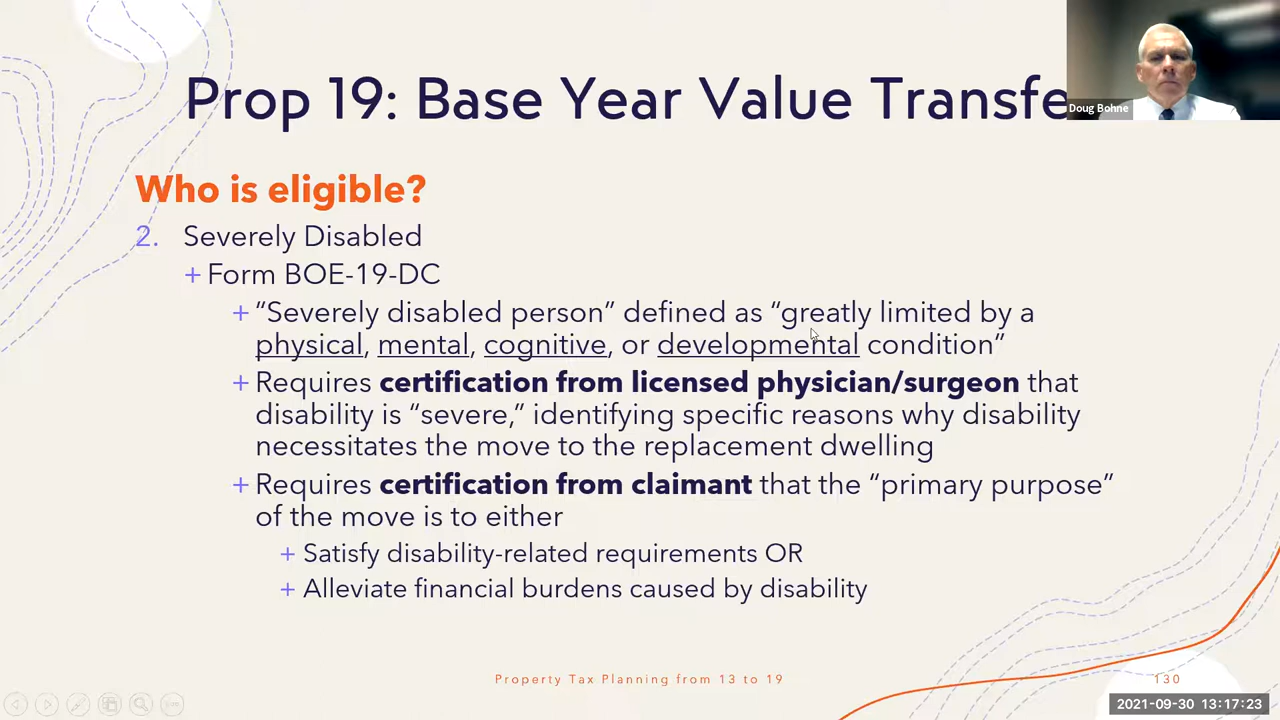 Prop 19: Base Year Value Transfe
Doug Bohne
Who is eligible?
2. Severely Disabled
+ Form BOE-19-DC
+ “Severely disabled person” defined as “greatly limited by a
physical, mental, cognitive, or developmental condition”
+ Requires certification from licensed physician/surgeon that
disability is “severe,” identifying specific reasons why disability
necessitates the move to the replacement dwelling
+ Requires certification from claimant that the “primary purpose”
of the move is to either
+ Satisfy disability-related requirements OR
+ Alleviate financial burdens caused by disability
Property Tax Planning from 13 to 19
130
2021-09-30 13:17:23